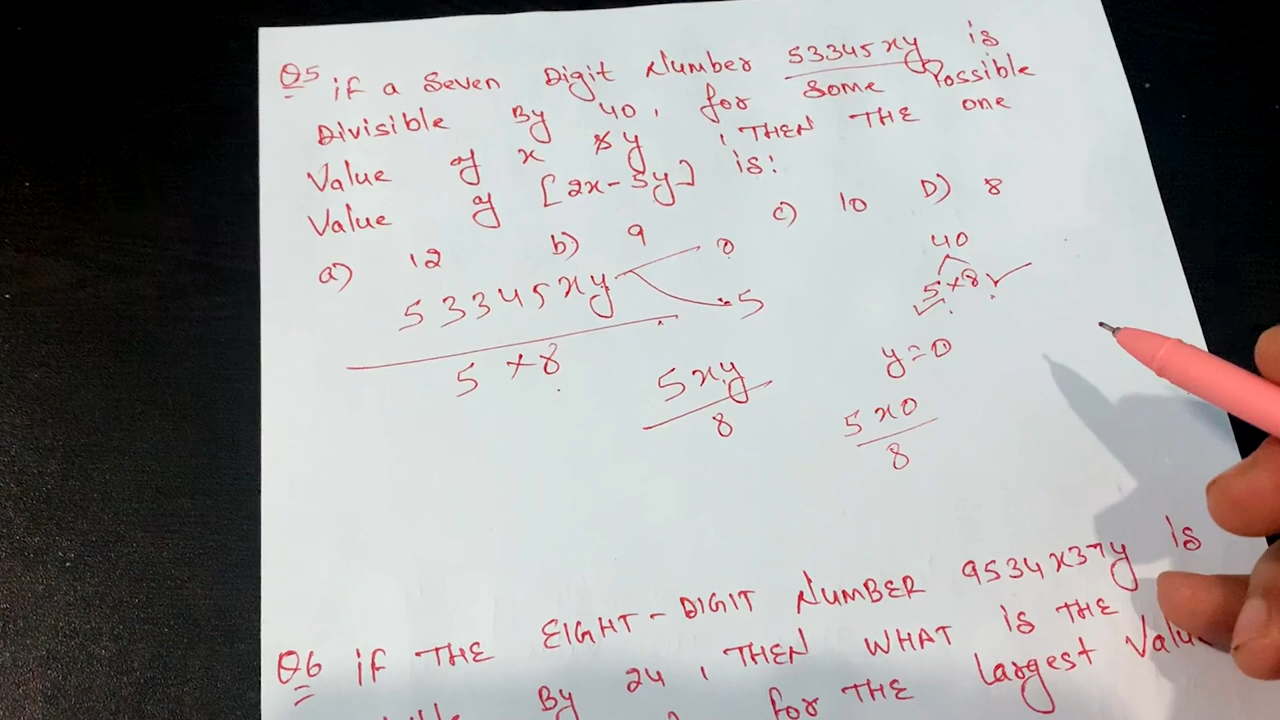 Q5 if a Seven Digit Number 53345xy is
Divisible By 40, for some Possible
Value of x & y, THEN THE one
Value of [2x-5y] is:
a) 12 b) 9 c) 10 D) 8
53345xy 0
5
5 × 8
5xy
8
40
5×8 ✓
✓
y=0
5x0
8
Q6 if THE EIGHT-DIGIT NUMBER 9534x37y is
By 24, THEN WHAT is THE
for THE largest